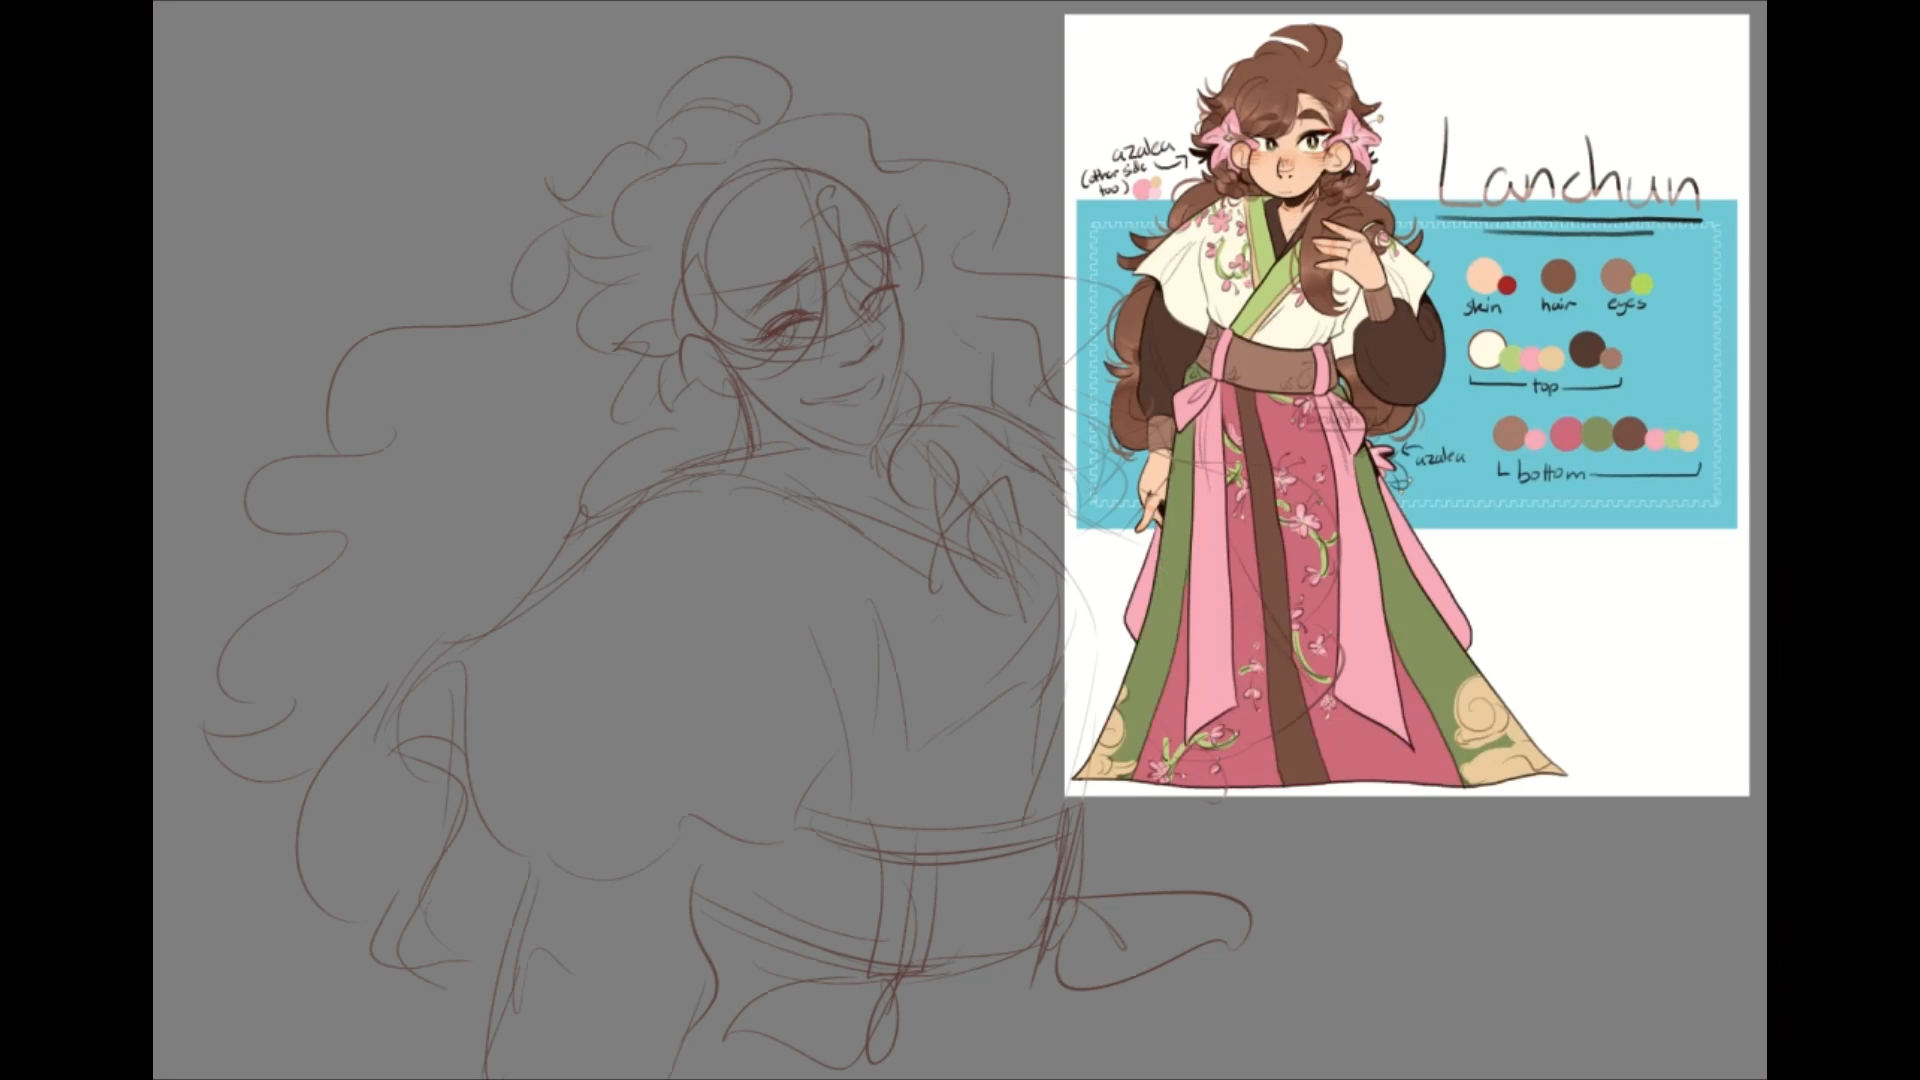 Lanchun
azalea
(other side
too)
skin
hair
eyes
top
azalea
bottom